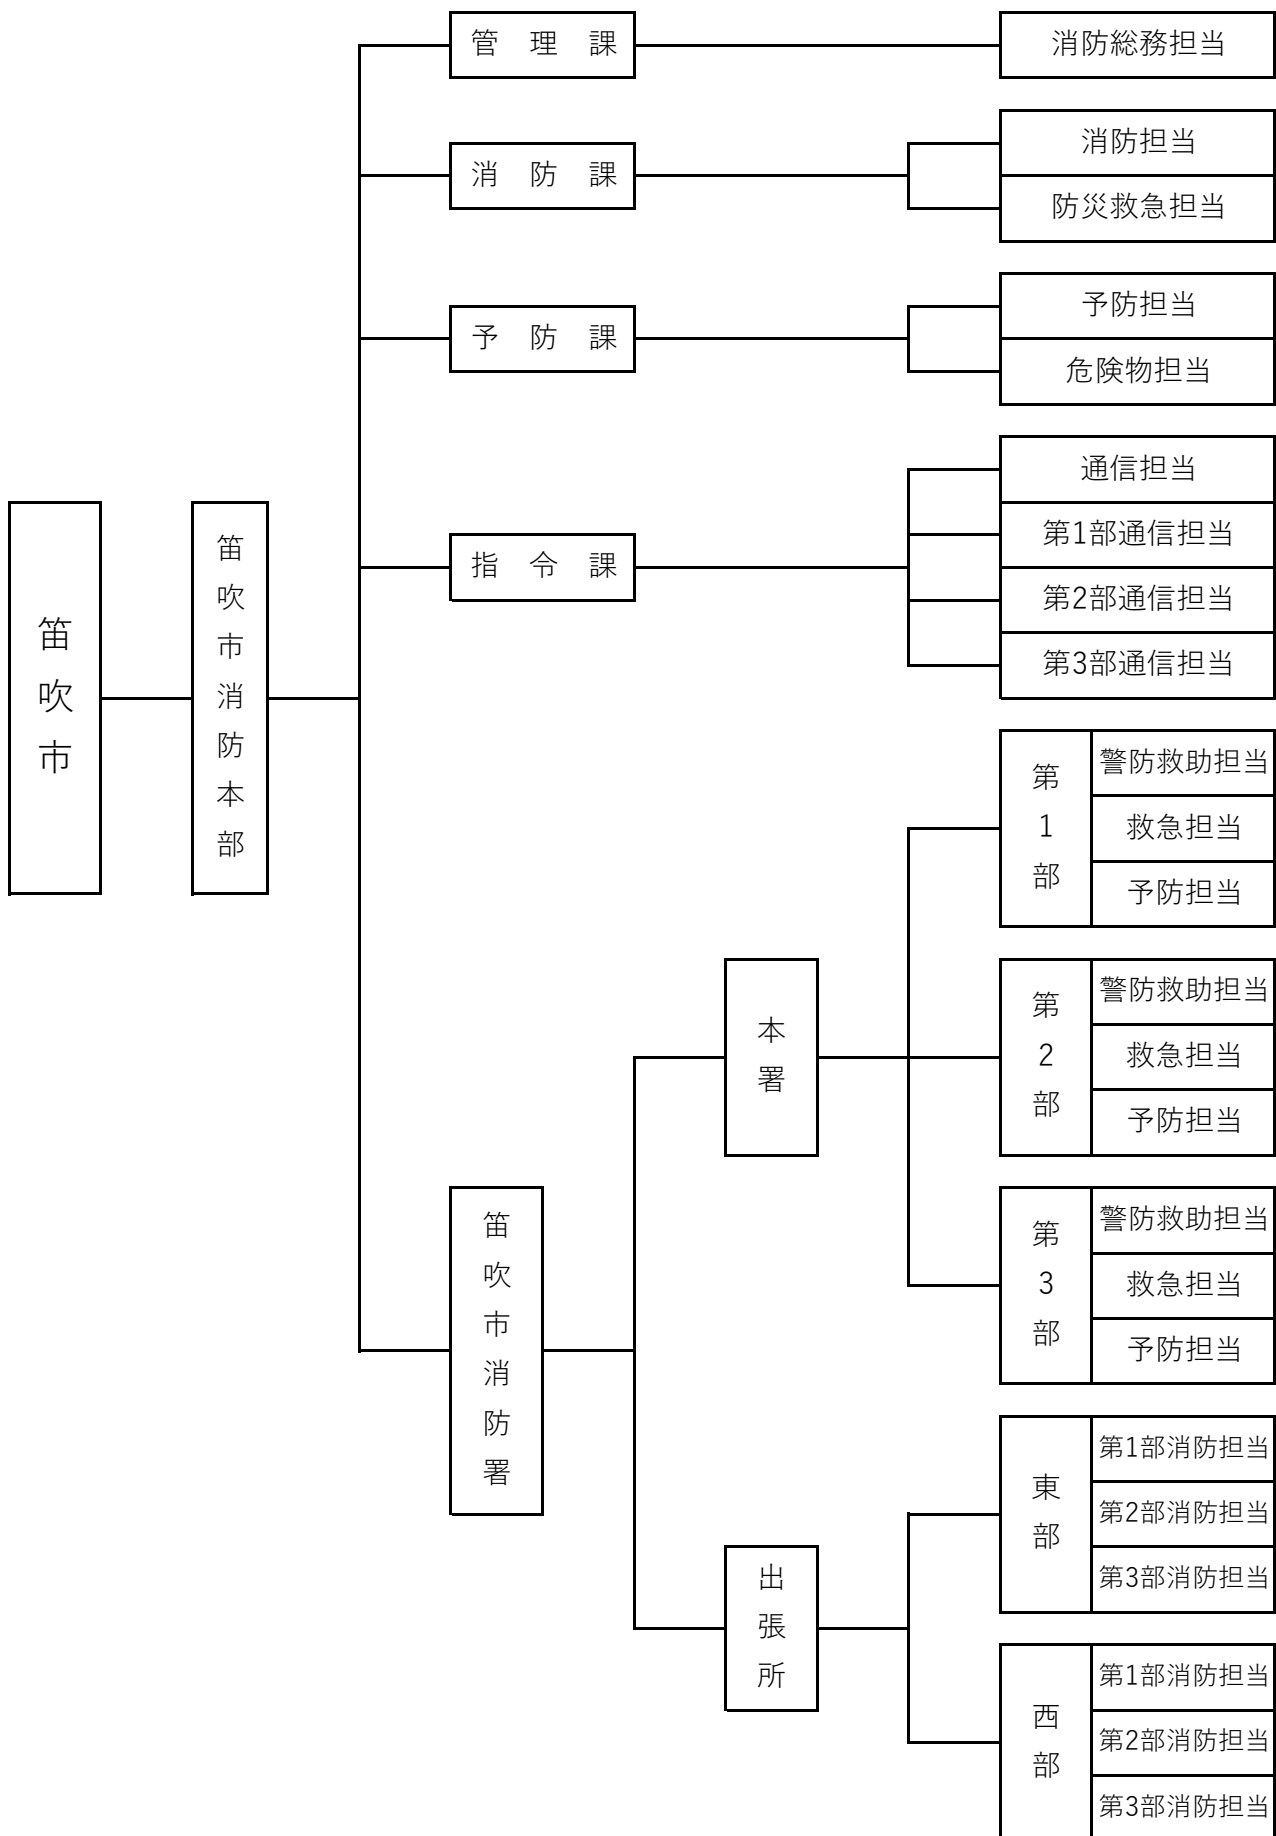 笛吹市
笛吹市消防本部
管理課
消防総務担当
消防課
消防担当
防災救急担当
予防課
予防担当
危険物担当
指令課
通信担当
第1部通信担当
第2部通信担当
第3部通信担当
笛吹市消防署
本署
第1部
警防救助担当
救急担当
予防担当
第2部
警防救助担当
救急担当
予防担当
第3部
警防救助担当
救急担当
予防担当
出張所
東部
第1部消防担当
第2部消防担当
第3部消防担当
西部
第1部消防担当
第2部消防担当
第3部消防担当